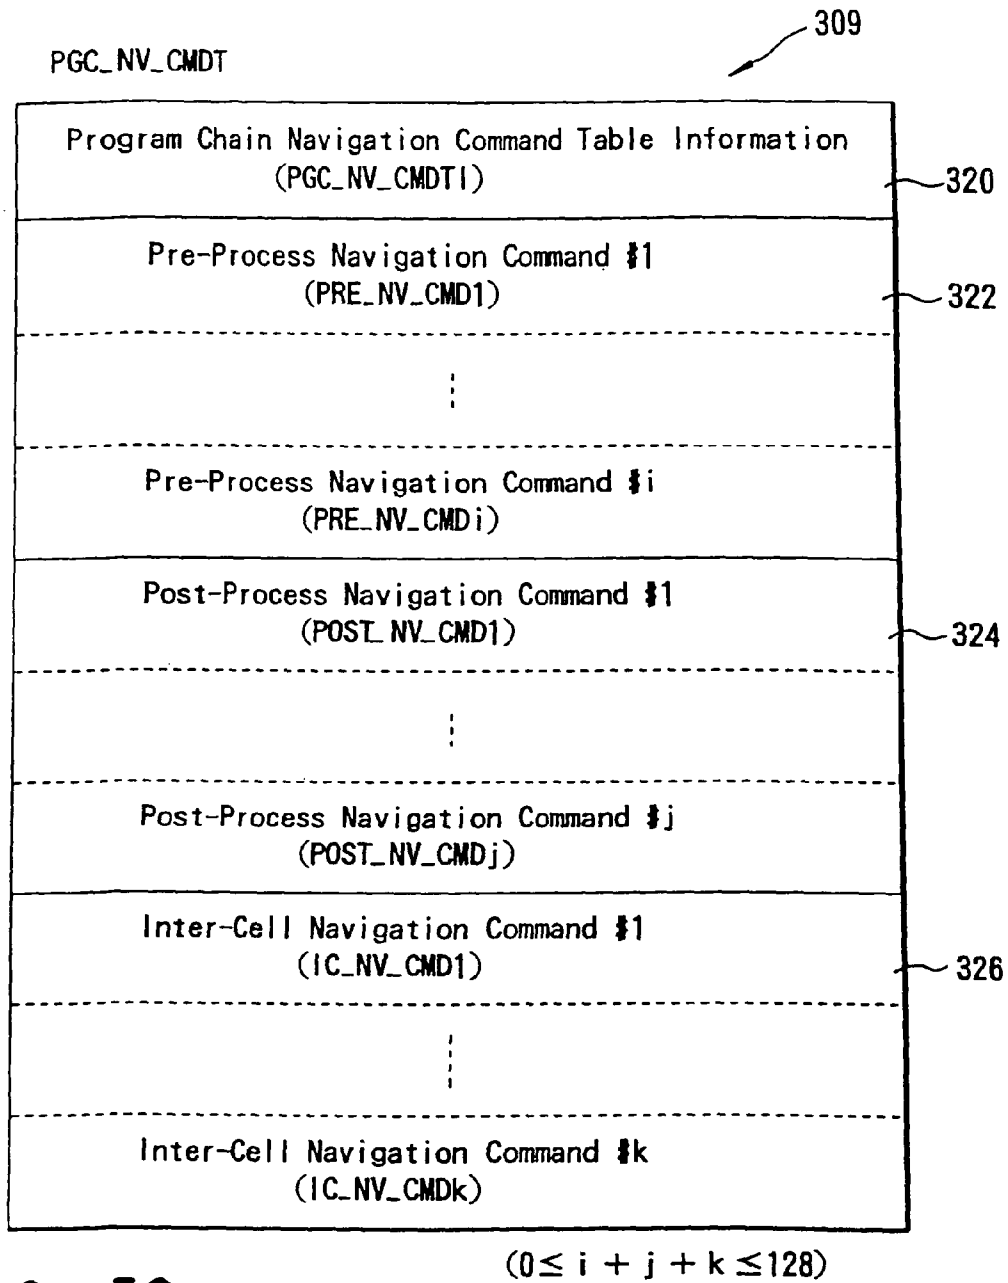 309
PGC_NV_CMDT
Program Chain Navigation Command Table Information
(PGC_NV_CMDTI)
320
Pre-Process Navigation Command #1
(PRE_NV_CMD1)
322
Pre-Process Navigation Command #i
(PRE_NV_CMDi)
Post-Process Navigation Command #1
(POST_NV_CMD1)
324
Post-Process Navigation Command #j
(POST_NV_CMDj)
Inter-Cell Navigation Command #1
(IC_NV_CMD1)
326
Inter-Cell Navigation Command #k
(IC_NV_CMDk)
(0≤ i + j + k ≤128)